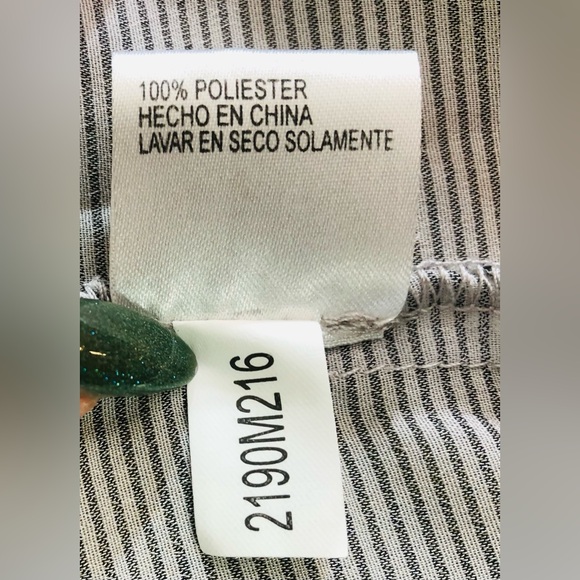 100% POLIESTER
HECHO EN CHINA
LAVAR EN SECO SOLAMENTE
2190M216